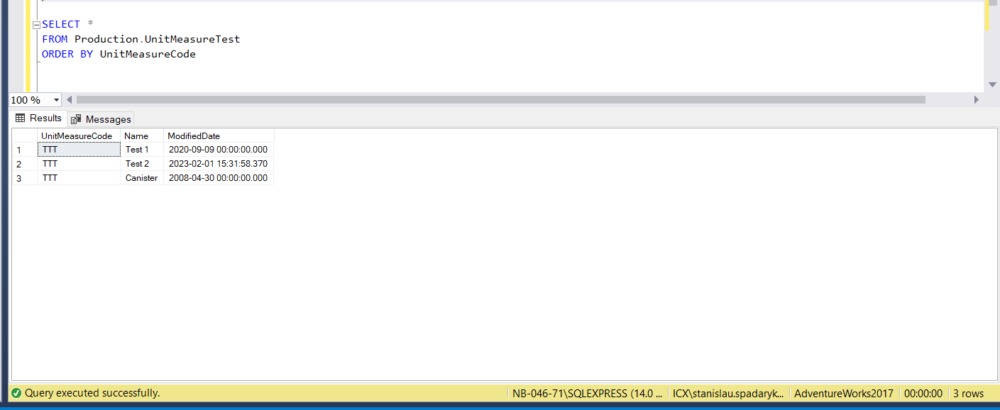 SELECT *
FROM Production.UnitMeasureTest
ORDER BY UnitMeasureCode
100 %
Results Messages
UnitMeasureCode Name ModifiedDate
1 TTT Test 1 2020-09-09 00:00:00.000
2 TTT Test 2 2023-02-01 15:31:58.370
3 TTT Canister 2008-04-30 00:00:00.000
Query executed successfully. NB-046-71\SQLEXPRESS (14.0 ... ICX\stanislau.spadaryk... AdventureWorks2017 00:00:00 3 rows